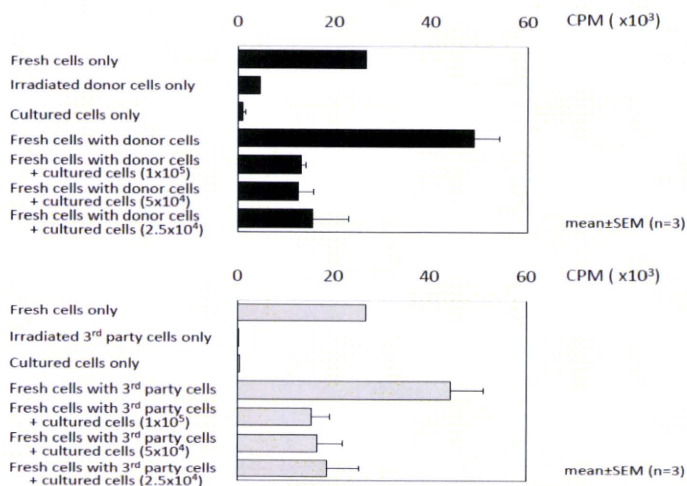 0 20 40 60 CPM ( x10³)
Fresh cells only
Irradiated donor cells only
Cultured cells only
Fresh cells with donor cells
Fresh cells with donor cells
+ cultured cells (1x10⁵)
Fresh cells with donor cells
+ cultured cells (5x10⁴)
Fresh cells with donor cells
+ cultured cells (2.5x10⁴)
mean±SEM (n=3)
0 20 40 60 CPM ( x10³)
Fresh cells only
Irradiated 3ʳᵈ party cells only
Cultured cells only
Fresh cells with 3ʳᵈ party cells
Fresh cells with 3ʳᵈ party cells
+ cultured cells (1x10⁵)
Fresh cells with 3ʳᵈ party cells
+ cultured cells (5x10⁴)
Fresh cells with 3ʳᵈ party cells
+ cultured cells (2.5x10⁴)
mean±SEM (n=3)